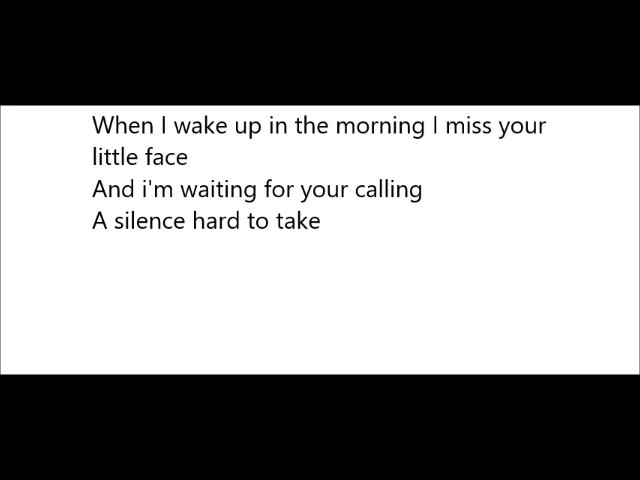 When I wake up in the morning I miss your
little face
And i'm waiting for your calling
A silence hard to take